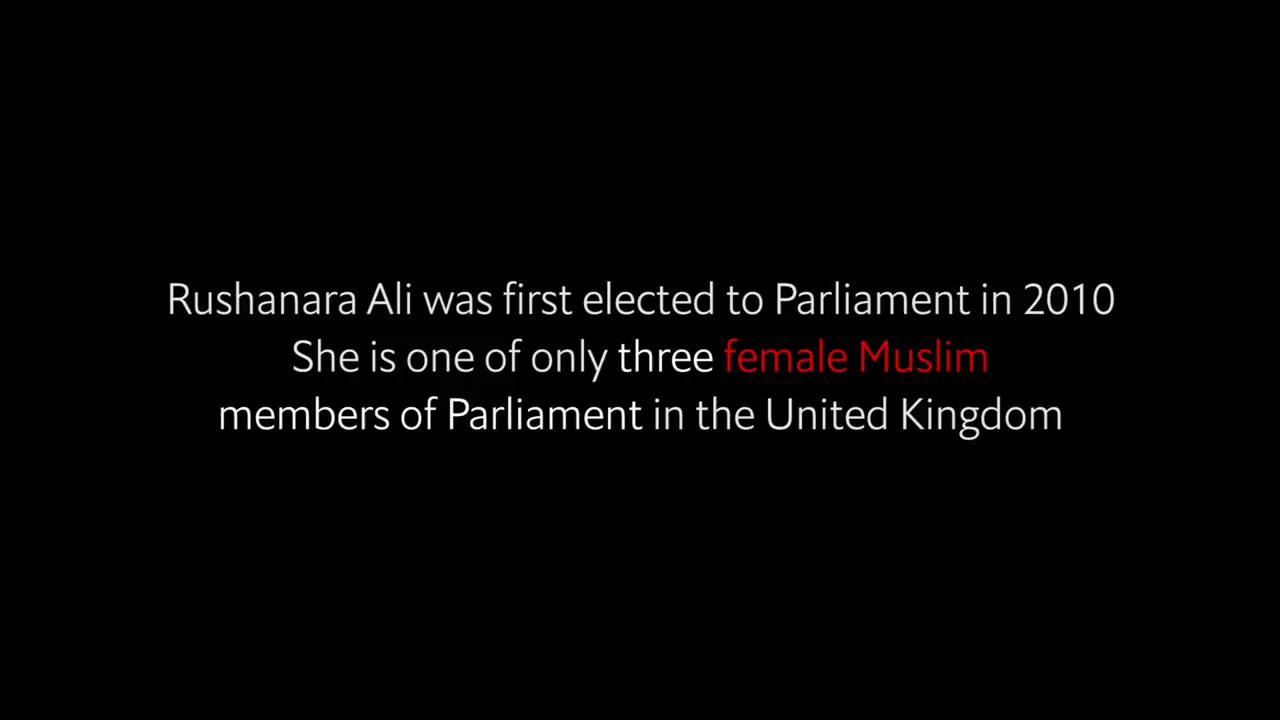 Rushanara Ali was first elected to Parliament in 2010
She is one of only three female Muslim
members of Parliament in the United Kingdom